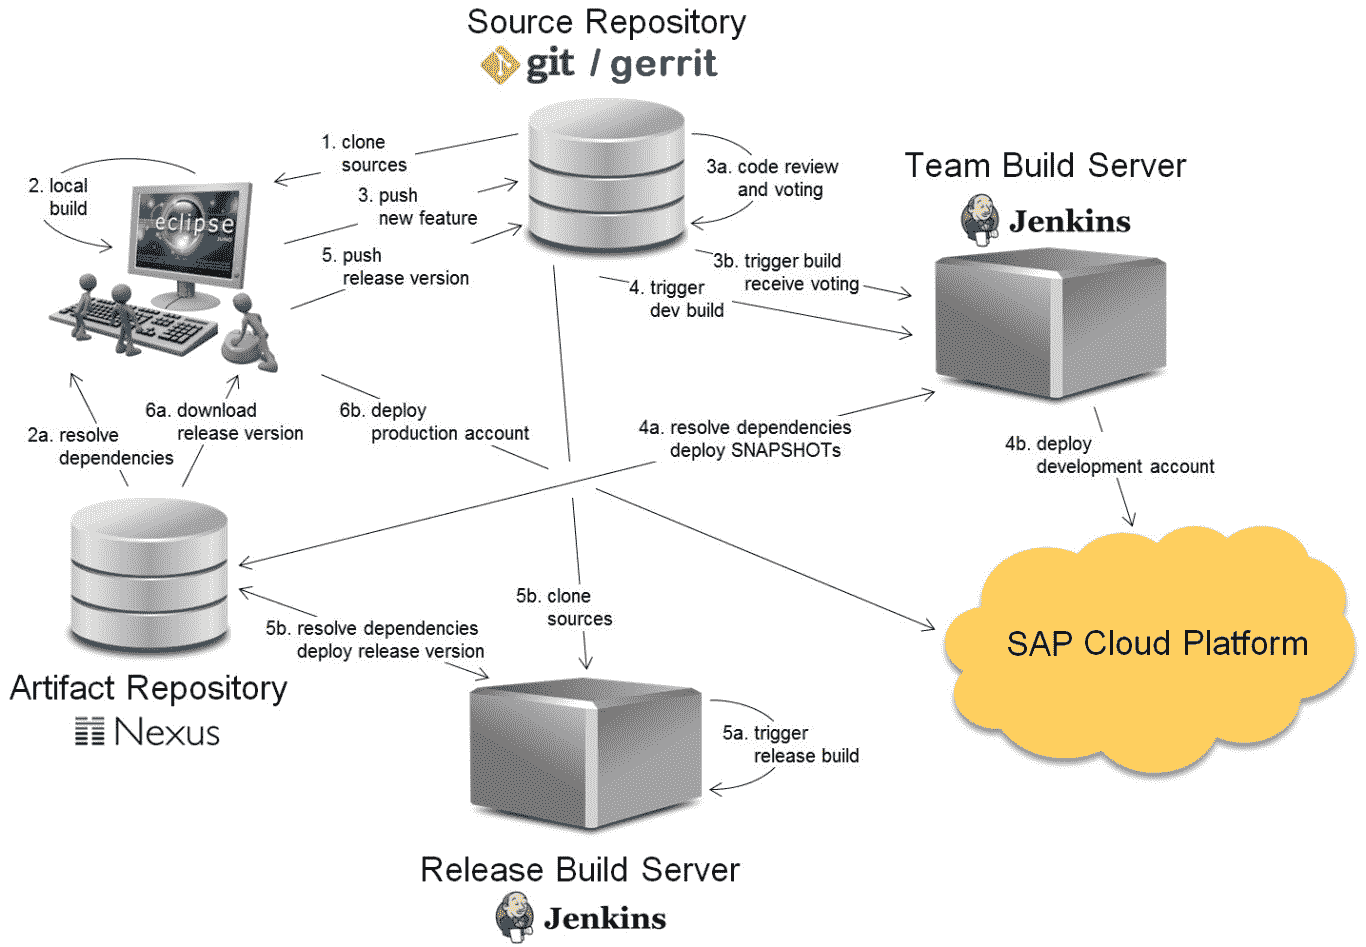 Source Repository
git / gerrit
1. clone
sources
2. local
build
3. push
new feature
3a. code review
and voting
Team Build Server
Jenkins
eclipse
JUNO
5. push
release version
3b. trigger build
receive voting
4. trigger
dev build
6a. download
release version
2a. resolve
dependencies
6b. deploy
production account
4a. resolve dependencies
deploy SNAPSHOTs
4b. deploy
development account
5b. clone
sources
5b. resolve dependencies
deploy release version
SAP Cloud Platform
Artifact Repository
Nexus
5a. trigger
release build
Release Build Server
Jenkins